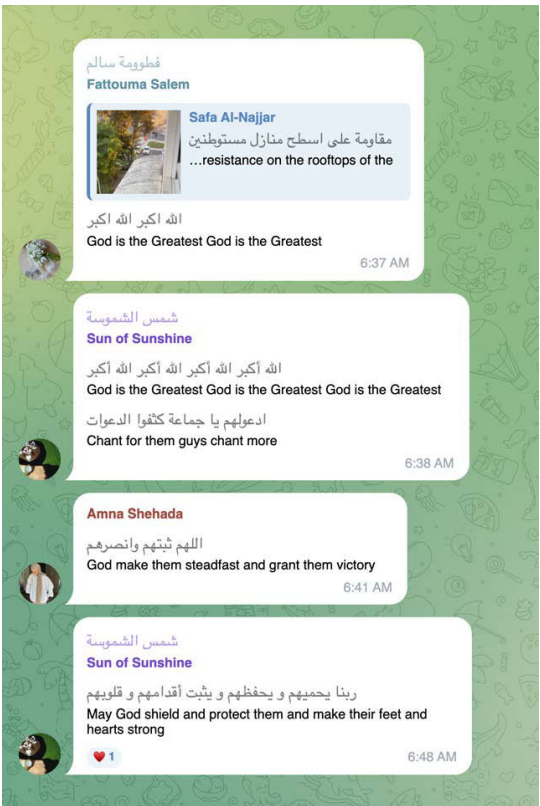 فطوومة سالم
Fattouma Salem
Safa Al-Najjar
مقاومة على اسطح منازل مستوطنين
...resistance on the rooftops of the
الله اكبر الله اكبر
God is the Greatest God is the Greatest
6:37 AM
شمس الشموسة
Sun of Sunshine
الله أكبر الله أكبر الله أكبر الله أكبر
God is the Greatest God is the Greatest God is the Greatest
ادعولهم يا جماعة كثفوا الدعوات
Chant for them guys chant more
6:38 AM
Amna Shehada
اللهم ثبتهم وانصرهم
God make them steadfast and grant them victory
6:41 AM
شمس الشموسة
Sun of Sunshine
ربنا يحميهم و يحفظهم و يثبت أقدامهم و قلوبهم
May God shield and protect them and make their feet and
hearts strong
1
6:48 AM